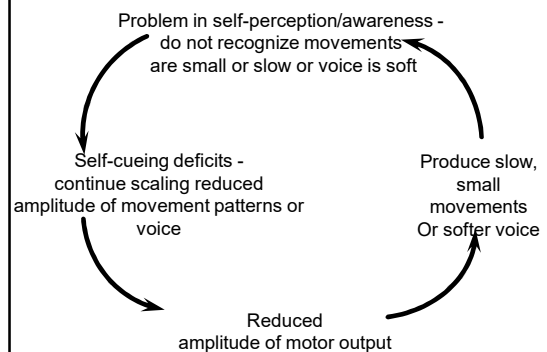 Problem in self-perception/awareness -
do not recognize movements
are small or slow or voice is soft
Self-cueing deficits -
continue scaling reduced
amplitude of movement patterns or
voice
Produce slow,
small
movements
Or softer voice
Reduced
amplitude of motor output